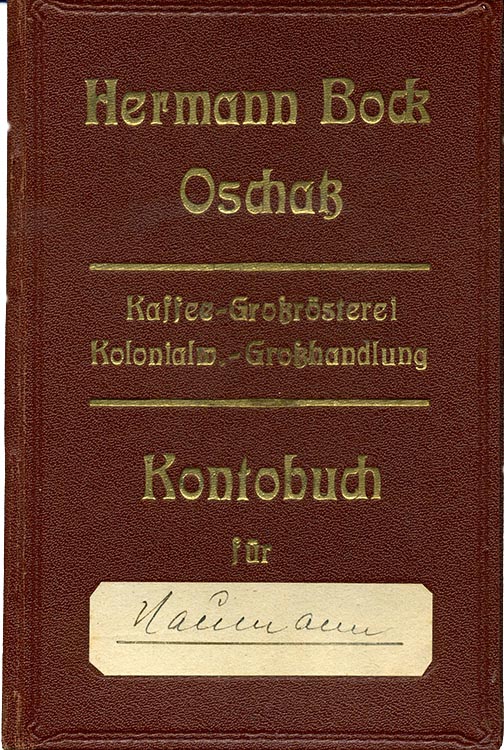 Hermann Bock
Oschatz
Kaffee-Großrösterei
Kolonialw.-Großhandlung
Kontobuch
für
Naumann